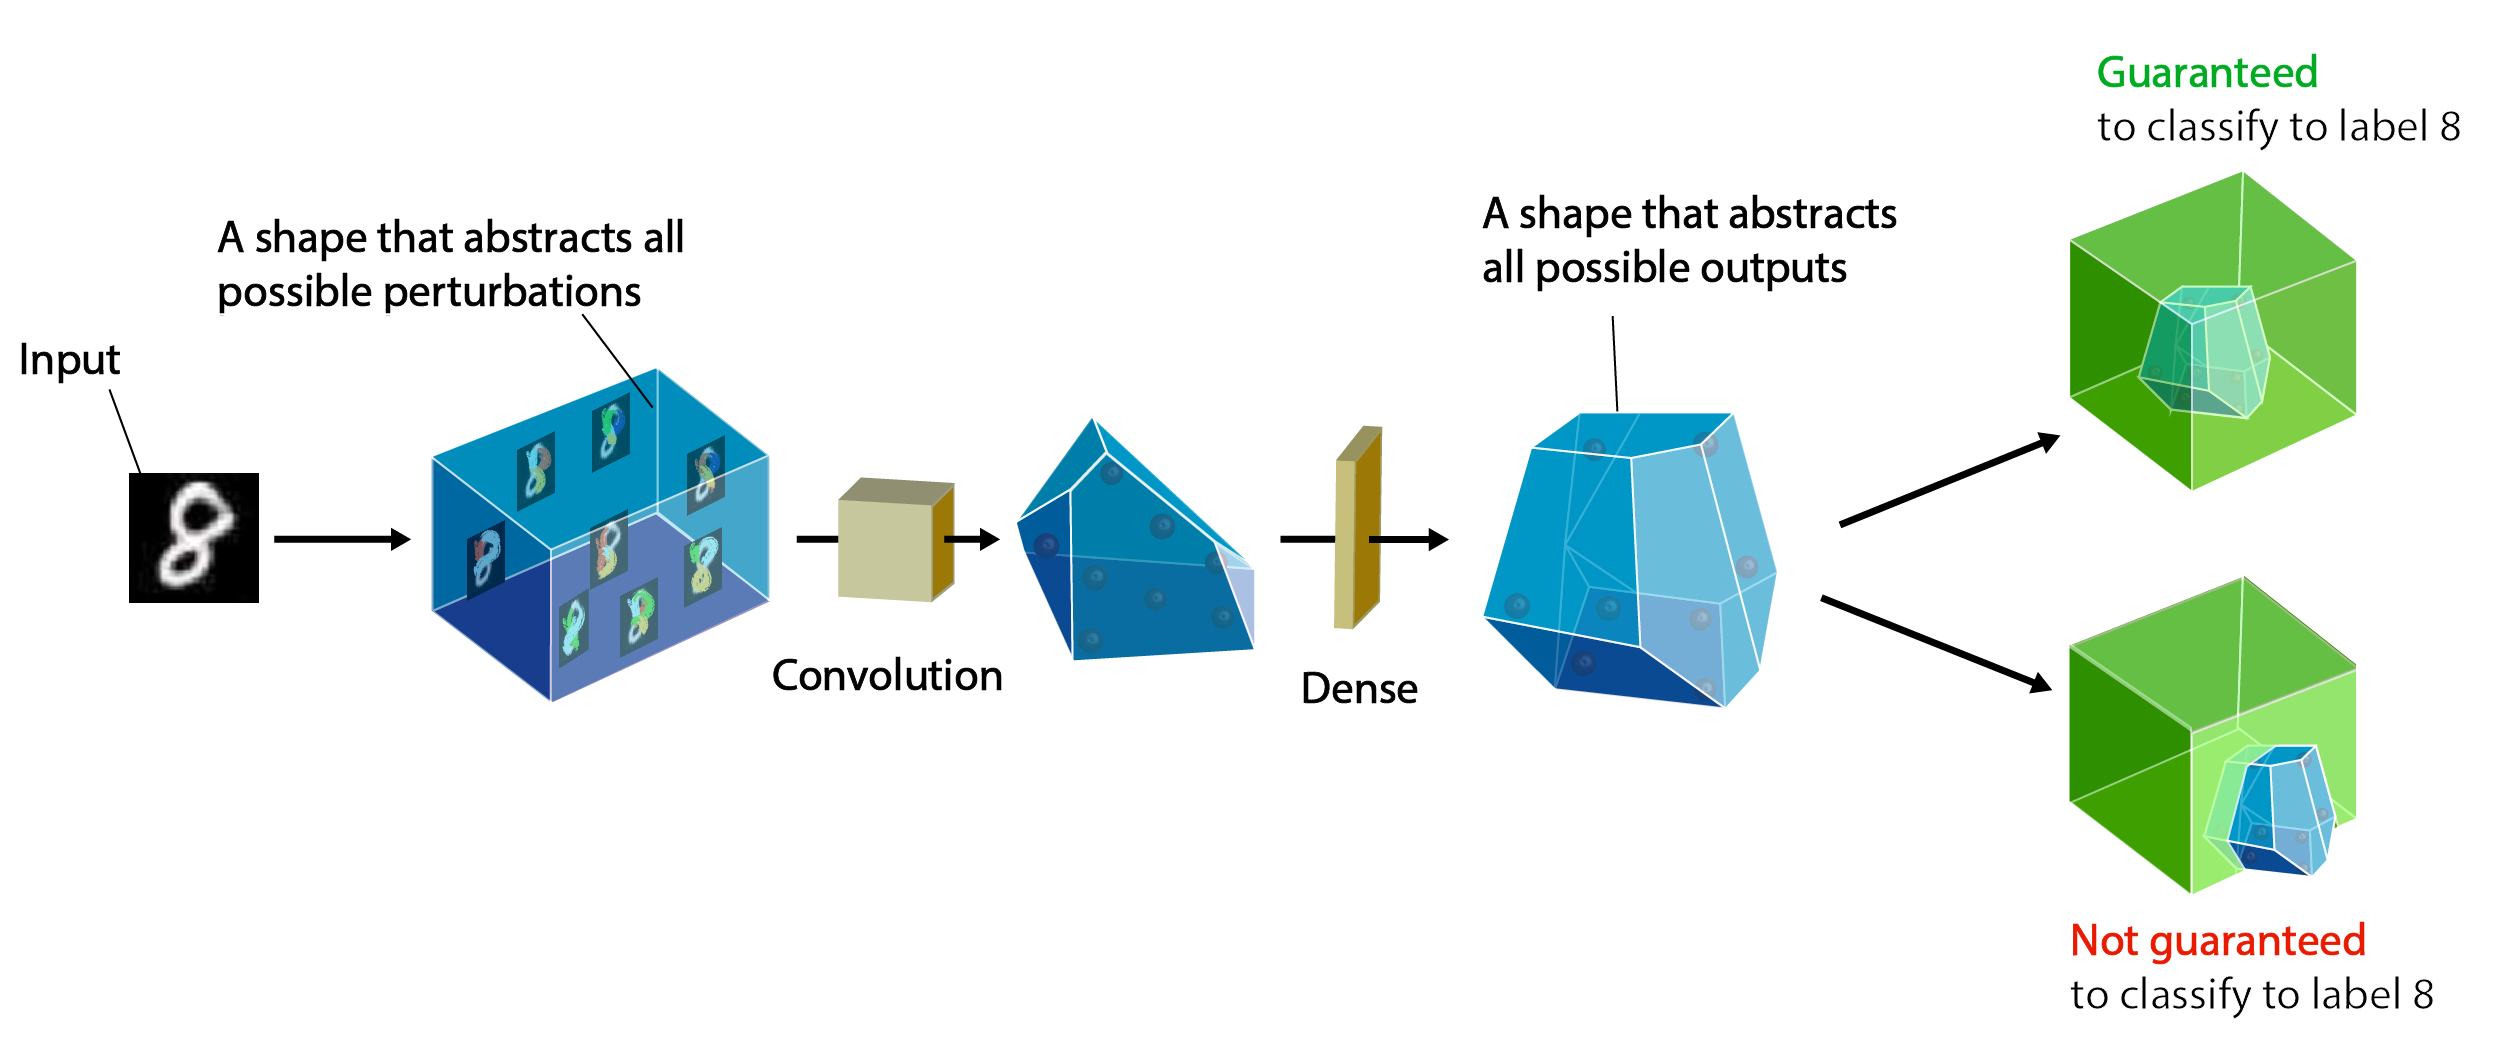 Input
A shape that abstracts all
possible perturbations
Convolution
Dense
A shape that abstracts
all possible outputs
Guaranteed
to classify to label 8
Not guaranteed
to classify to label 8
8